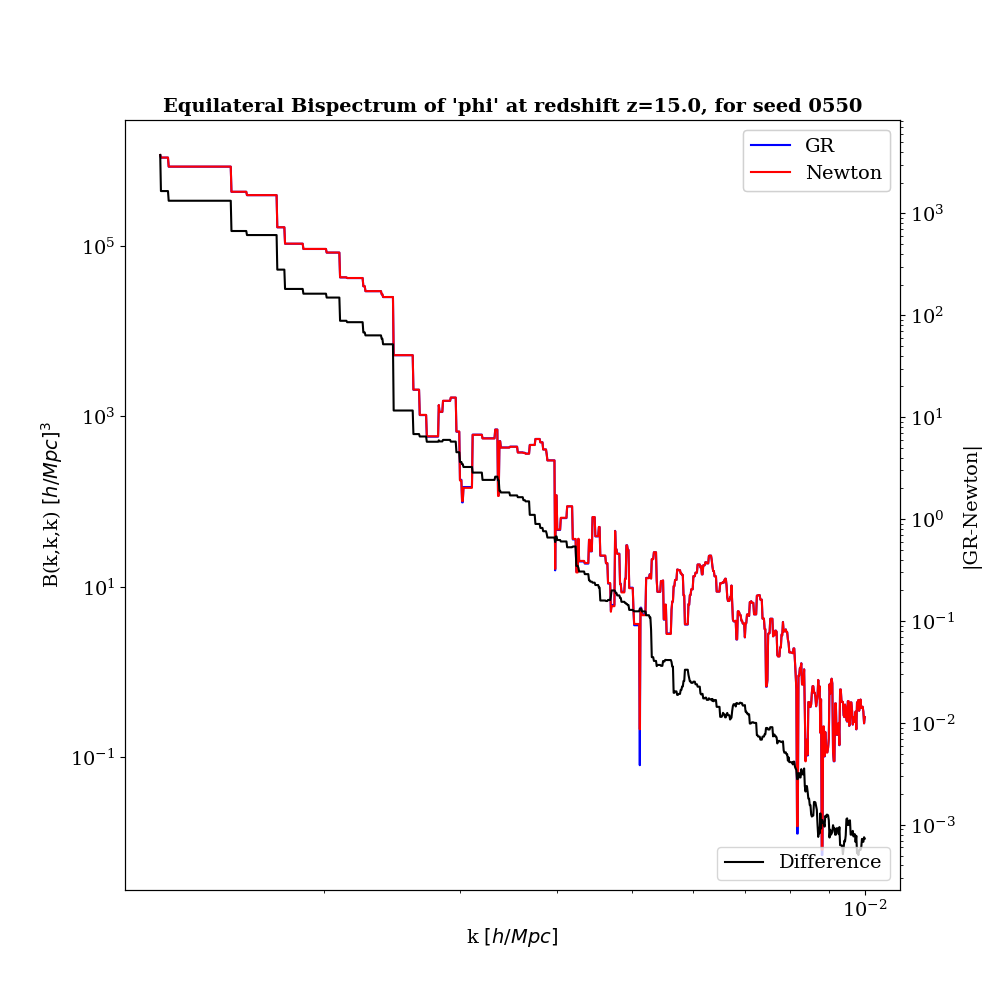 Equilateral Bispectrum of 'phi' at redshift z=15.0, for seed 0550
GR
Newton
10^5
10^3
10^1
10^{-1}
B(k,k,k) [h/Mpc]^3
10^3
10^2
10^1
10^0
10^{-1}
10^{-2}
10^{-3}
|GR-Newton|
Difference
10^{-2}
k [h/Mpc]